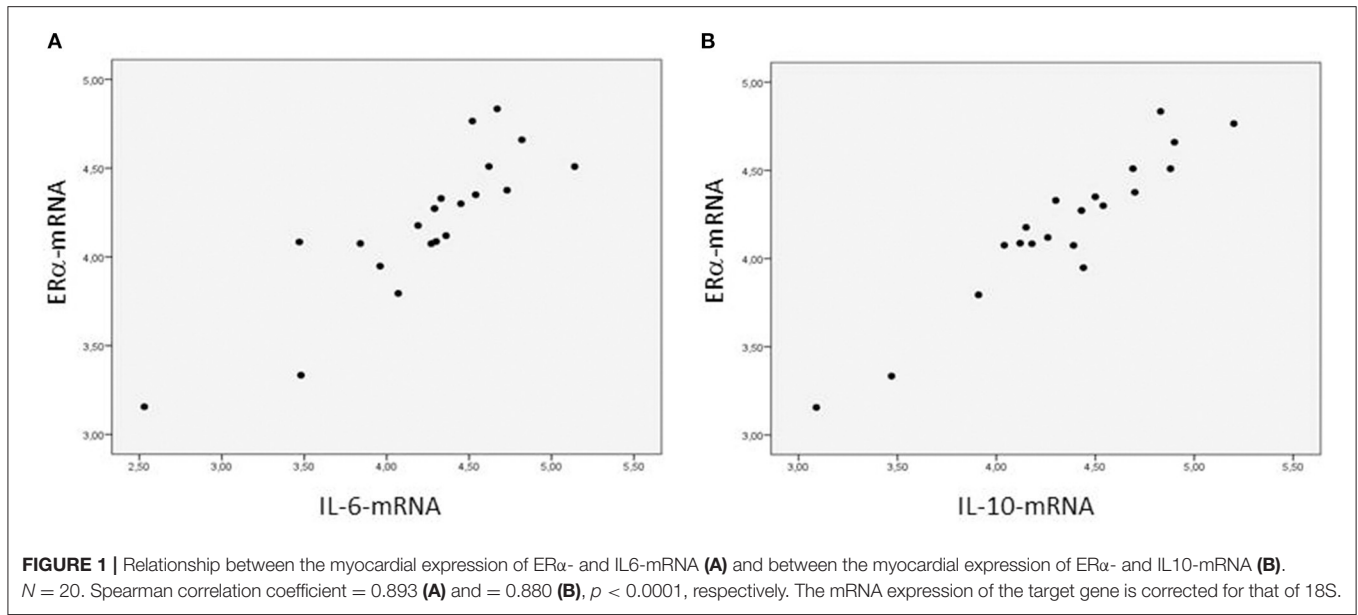 A
5,00
4,50
4,00
3,50
3,00
ERα-mRNA
2,50 3,00 3,50 4,00 4,50 5,00 5,50
IL-6-mRNA
B
5,00
4,50
4,00
3,50
3,00
ERα-mRNA
3,00 3,50 4,00 4,50 5,00 5,50
IL-10-mRNA
FIGURE 1 | Relationship between the myocardial expression of ERα- and IL6-mRNA (A) and between the myocardial expression of ERα- and IL10-mRNA (B).
N = 20. Spearman correlation coefficient = 0.893 (A) and = 0.880 (B), p < 0.0001, respectively. The mRNA expression of the target gene is corrected for that of 18S.